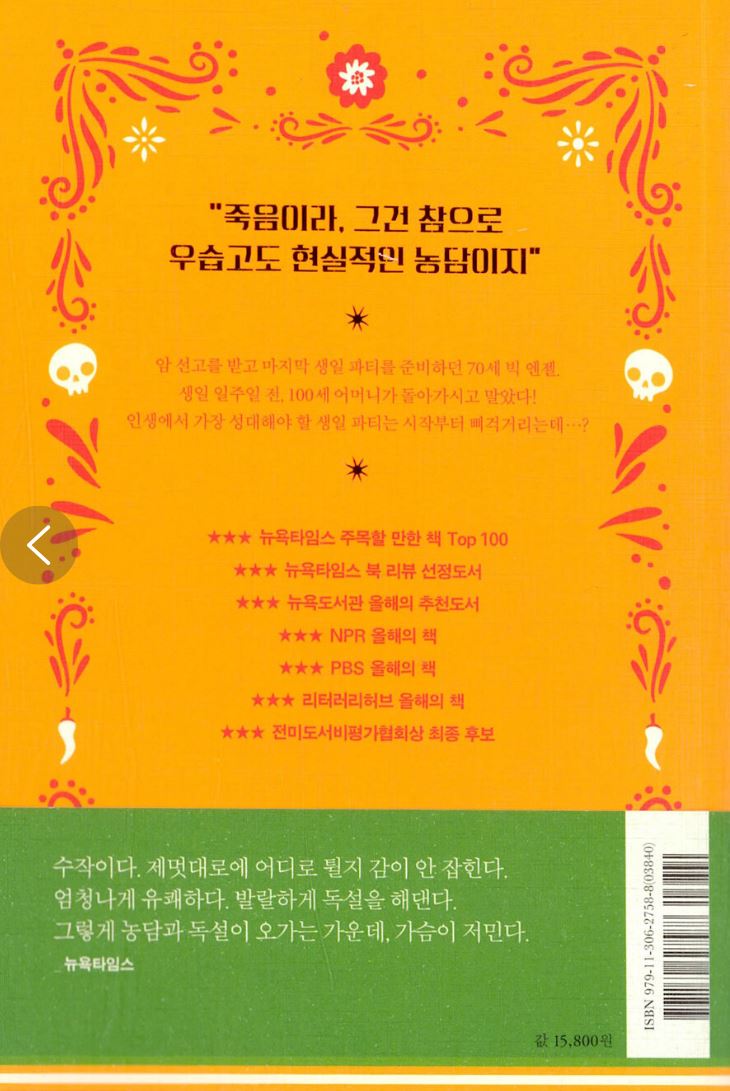 "죽음이라, 그건 참으로
우습고도 현실적인 농담이지"
암 선고를 받고 마지막 생일 파티를 준비하던 70세 빅 엔젤.
생일 일주일 전, 100세 어머니가 돌아가시고 말았다!
인생에서 가장 성대해야 할 생일 파티는 시작부터 삐걱거리는데…?
★★★ 뉴욕타임스 주목할 만한 책 Top 100
★★★ 뉴욕타임스 북 리뷰 선정도서
★★★ 뉴욕도서관 올해의 추천도서
★★★ NPR 올해의 책
★★★ PBS 올해의 책
★★★ 리터러리허브 올해의 책
★★★ 전미도서비평가협회상 최종 후보
수작이다. 제멋대로에 어디로 튈지 감이 안 잡힌다.
엄청나게 유쾌하다. 발랄하게 독설을 해댄다.
그렇게 농담과 독설이 오가는 가운데, 가슴이 저민다.
_뉴욕타임스
값 15,800원
ISBN 979-11-306-2758-8(03840)